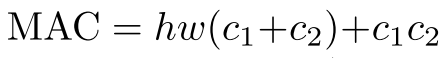 MAC = hw(c₁+c₂)+c₁c₂